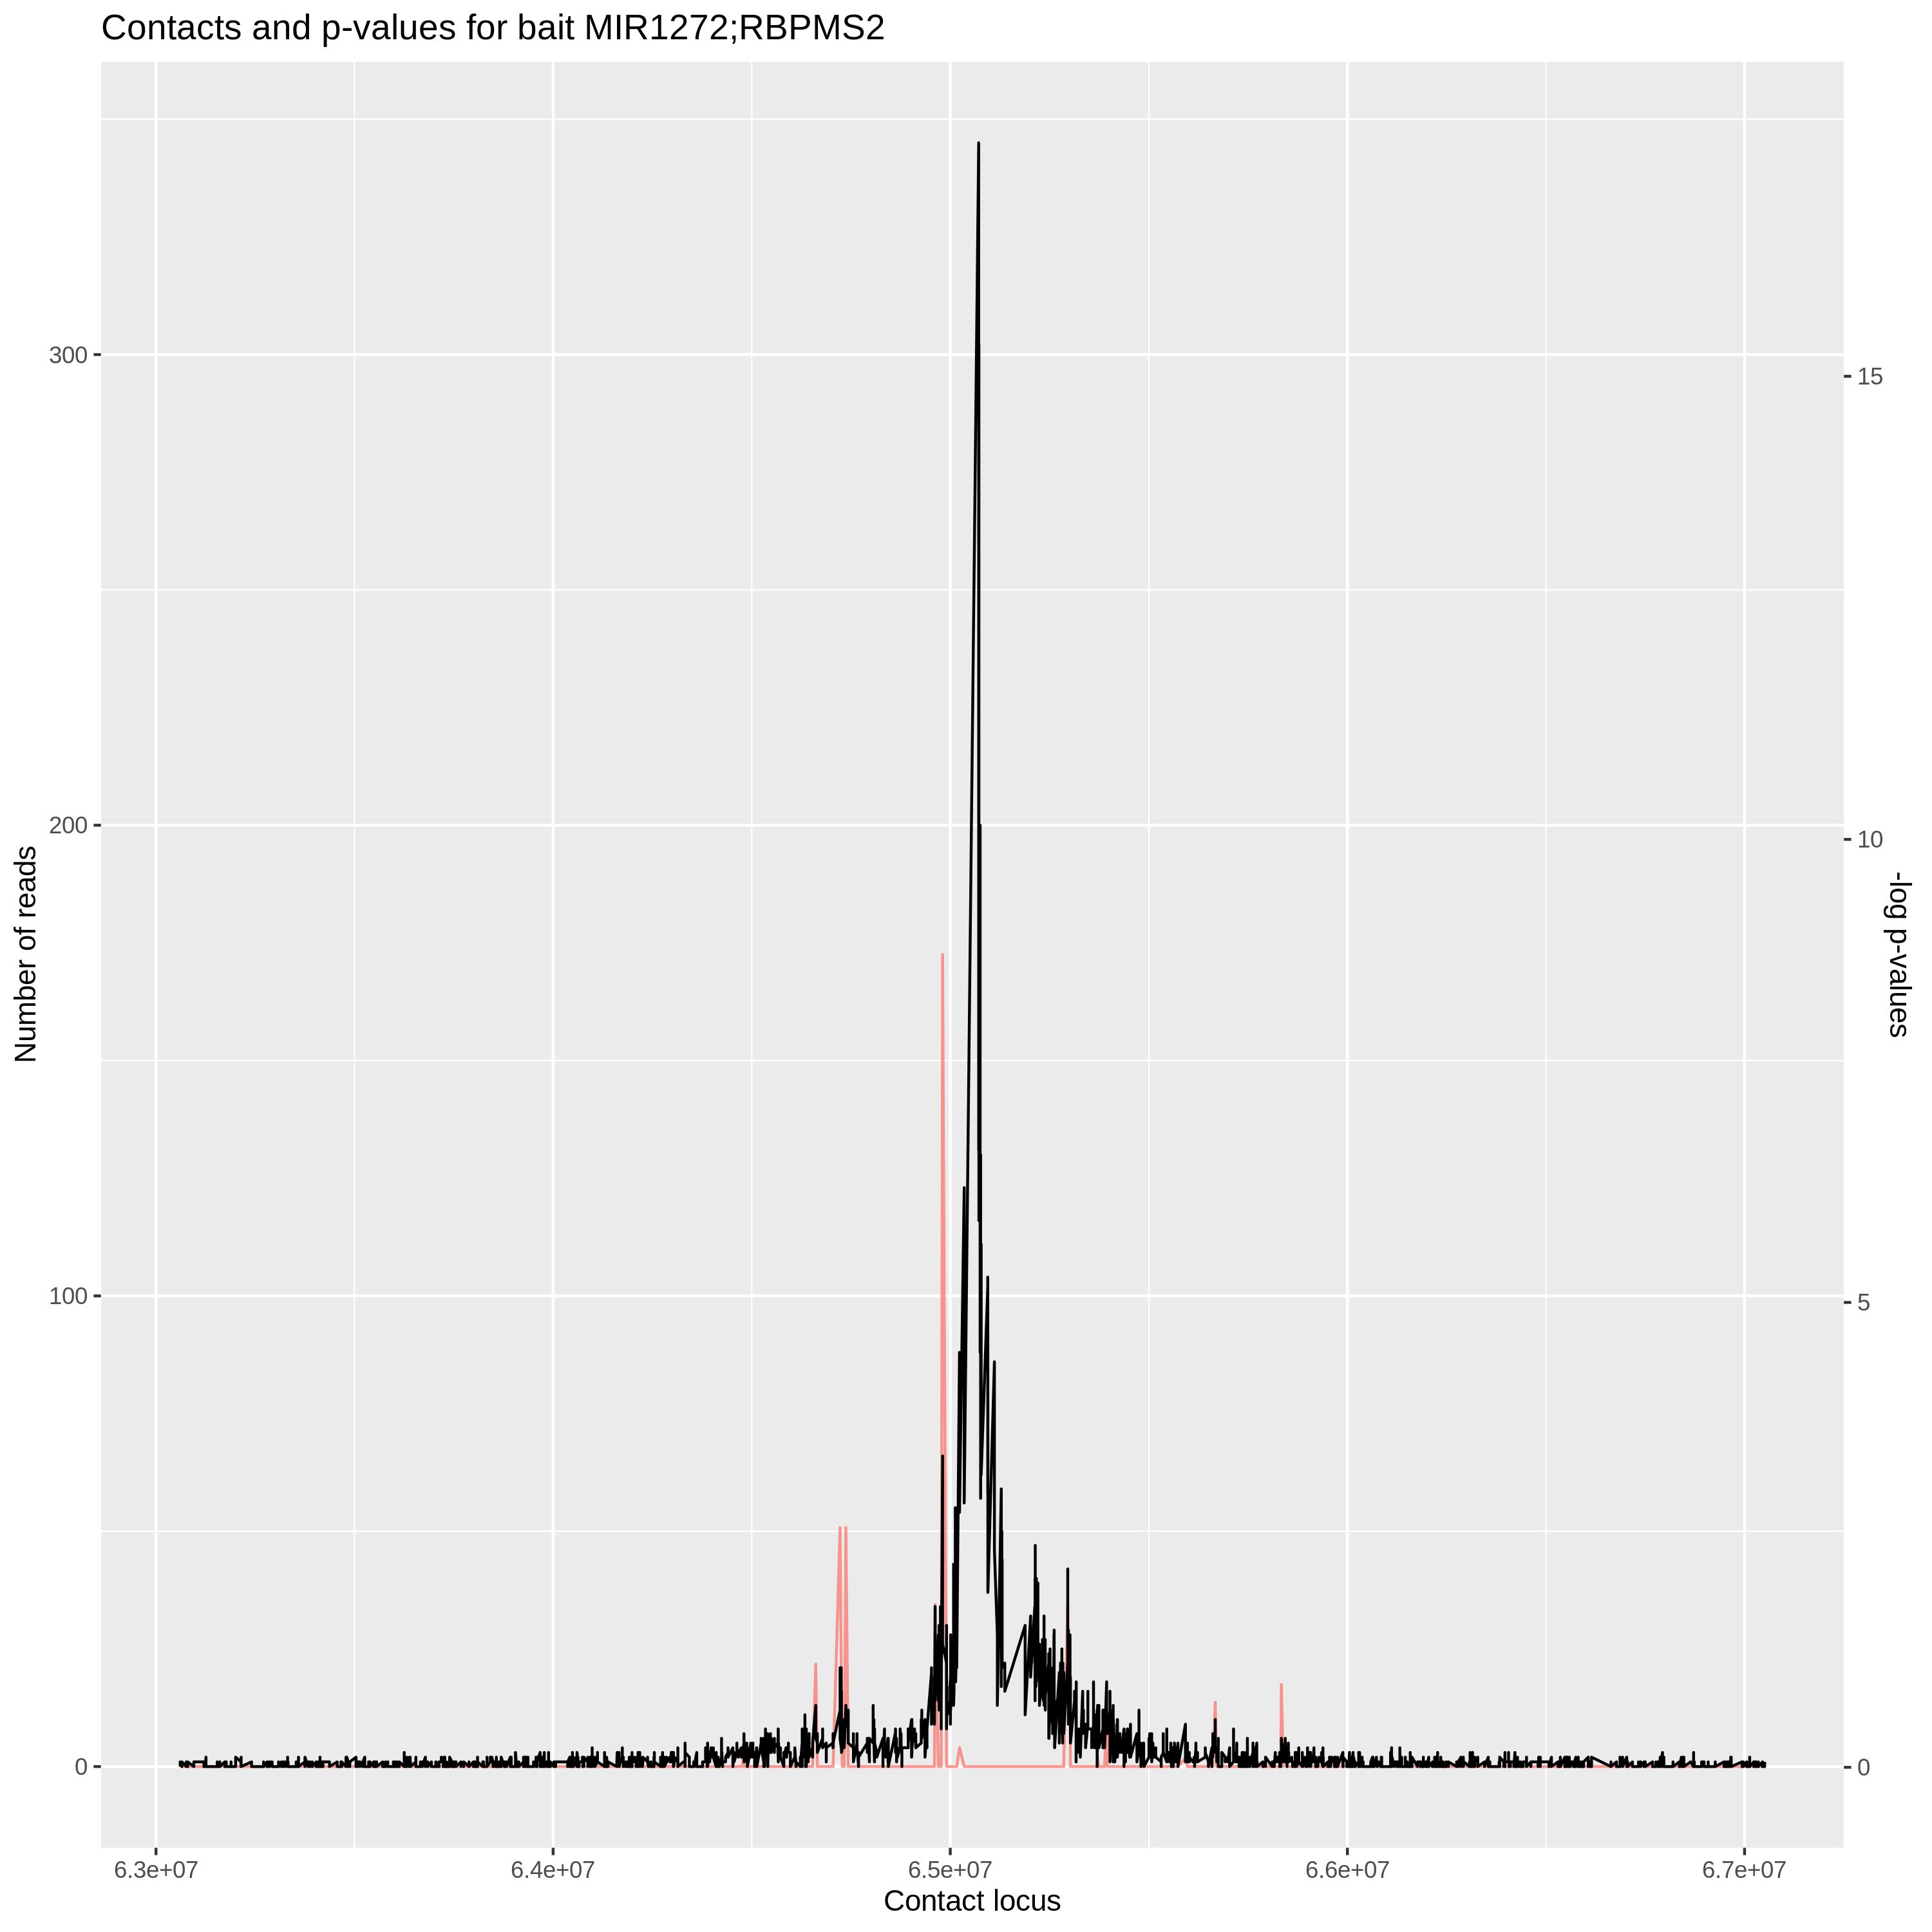 Contacts and p-values for bait MIR1272;RBPMS2
300
200
100
0
Number of reads
15
10
5
0
-log p-values
6.3e+07
6.4e+07
6.5e+07
6.6e+07
6.7e+07
Contact locus